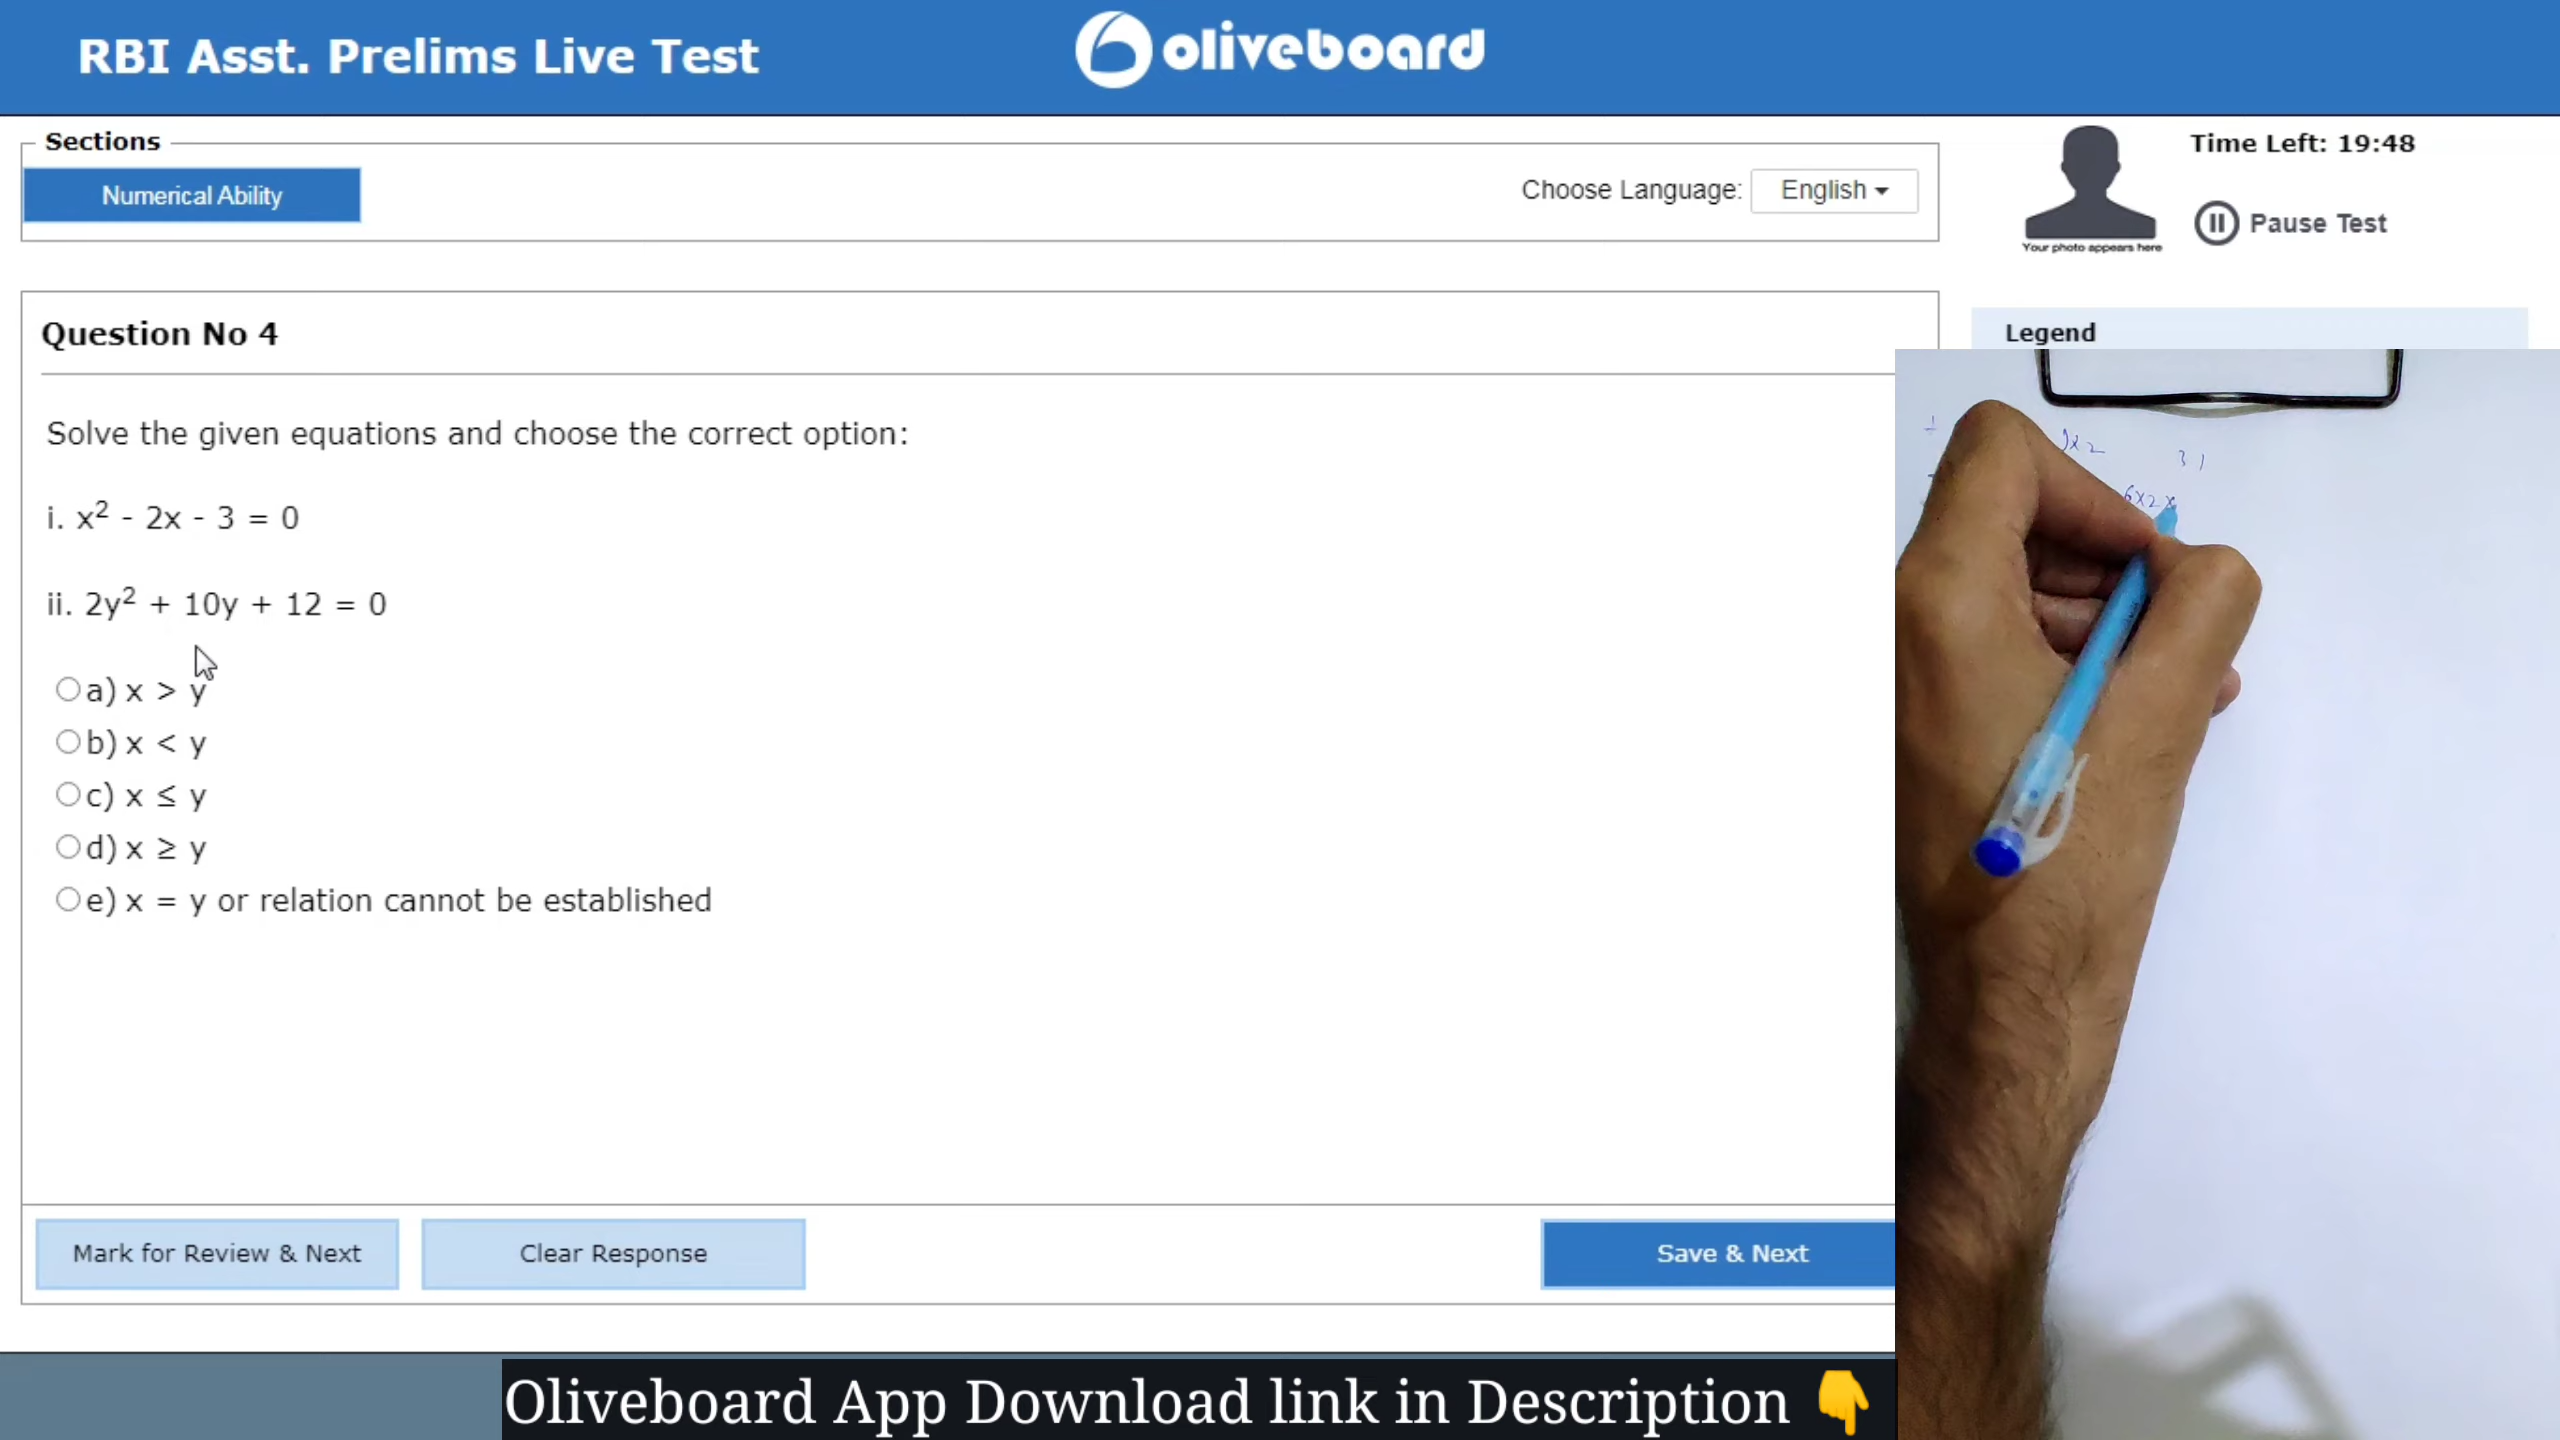 RBI Asst. Prelims Live Test
oliveboard
Sections
Numerical Ability
Choose Language: English
Time Left: 19:48
Pause Test
Your photo appears here
Question No 4
Legend
Solve the given equations and choose the correct option:
i. x² - 2x - 3 = 0
ii. 2y² + 10y + 12 = 0
a) x > y
b) x < y
c) x ≤ y
d) x ≥ y
e) x = y or relation cannot be established
x2
31
6x2x
Mark for Review & Next
Clear Response
Save & Next
Oliveboard App Download link in Description 👇